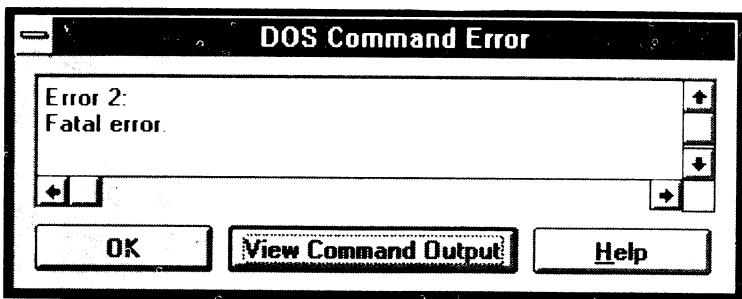 DOS Command Error
Error 2:
Fatal error.
OK
View Command Output
Help